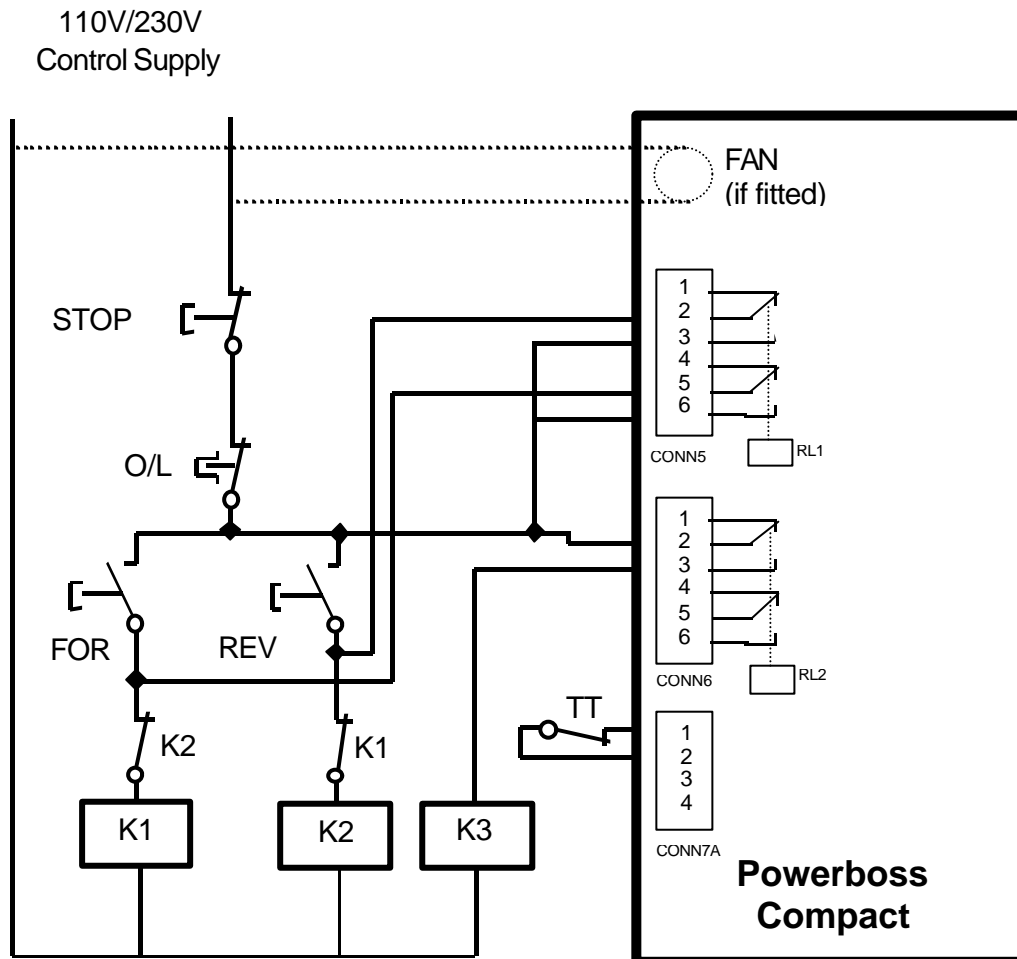 110V/230V
Control Supply
FAN
(if fitted)
STOP
1
2
3
4
5
6
CONN5
RL1
O/L
1
2
3
4
5
6
CONN6
RL2
FOR
REV
TT
K2
K1
1
2
3
4
CONN7A
K1
K2
K3
Powerboss
Compact